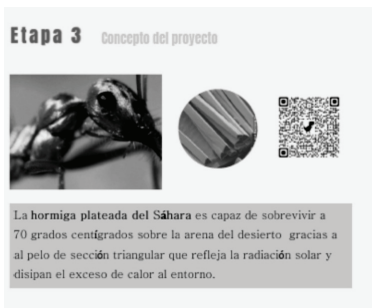 Etapa 3 Concepto del proyecto
La hormiga plateada del Sáhara es capaz de sobrevivir a
70 grados centígrados sobre la arena del desierto gracias a
al pelo de sección triangular que refleja la radiación solar y
disipan el exceso de calor al entorno.